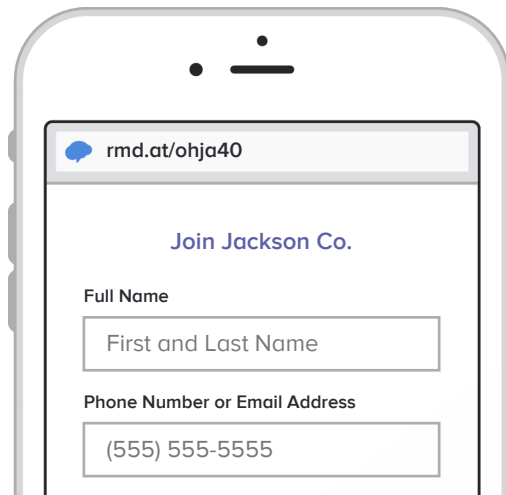 rmd.at/ohja40
Join Jackson Co.
Full Name
First and Last Name
Phone Number or Email Address
(555) 555-5555